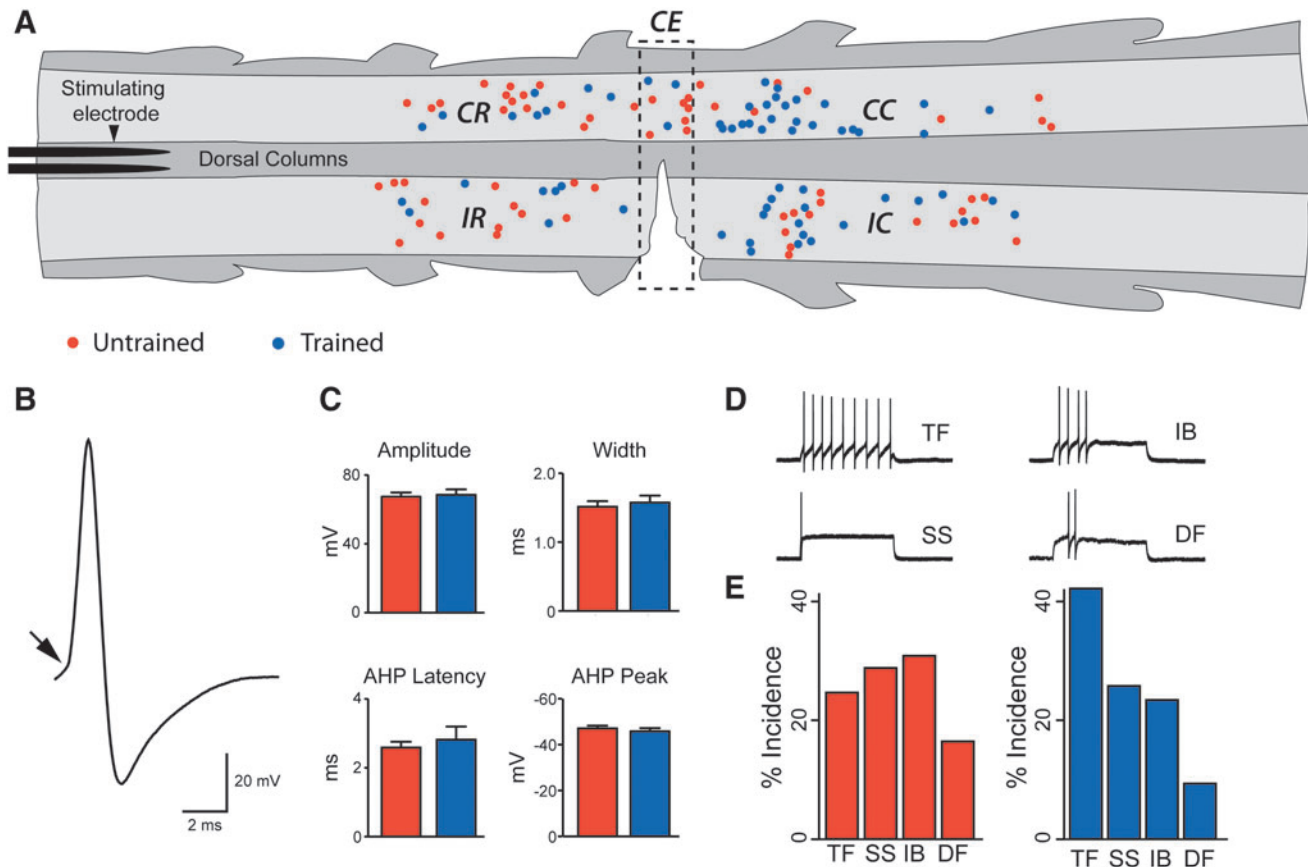 A
CE
Stimulating
electrode
CR
CC
Dorsal Columns
IR
IC
Untrained
Trained
B
20 mV
2 ms
C
Amplitude
80
40
0
mV
Width
2.0
1.0
0
ms
AHP Latency
4
2
0
ms
AHP Peak
-60
-40
-20
0
mV
D
TF
IB
SS
DF
E
% Incidence
40
20
0
TF SS IB DF
% Incidence
40
20
0
TF SS IB DF